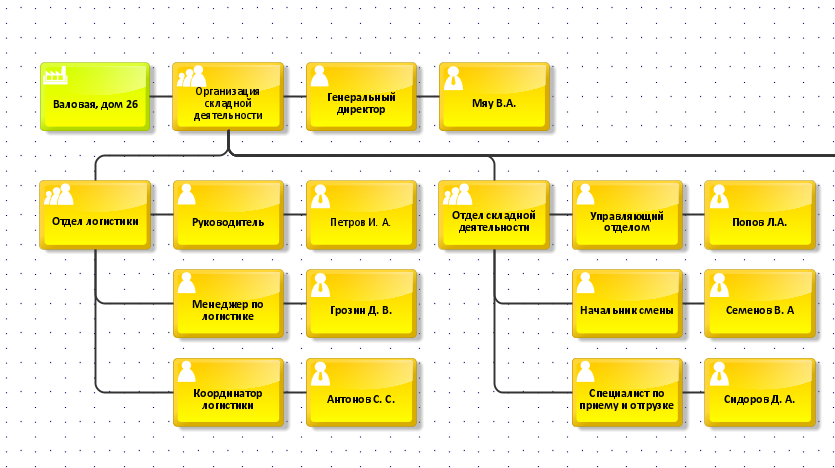 Валовая, дом 26
Организация
складной
деятельности
Генеральный
директор
Мяу В.А.
Отдел логистики
Руководитель
Петров И. А.
Отдел складной
деятельности
Управляющий
отделом
Попов Л.А.
Менеджер по
логистике
Грозин Д. В.
Начальник смены
Семенов В. А
Координатор
логистики
Антонов С. С.
Специалист по
приему и отгрузке
Сидоров Д. А.